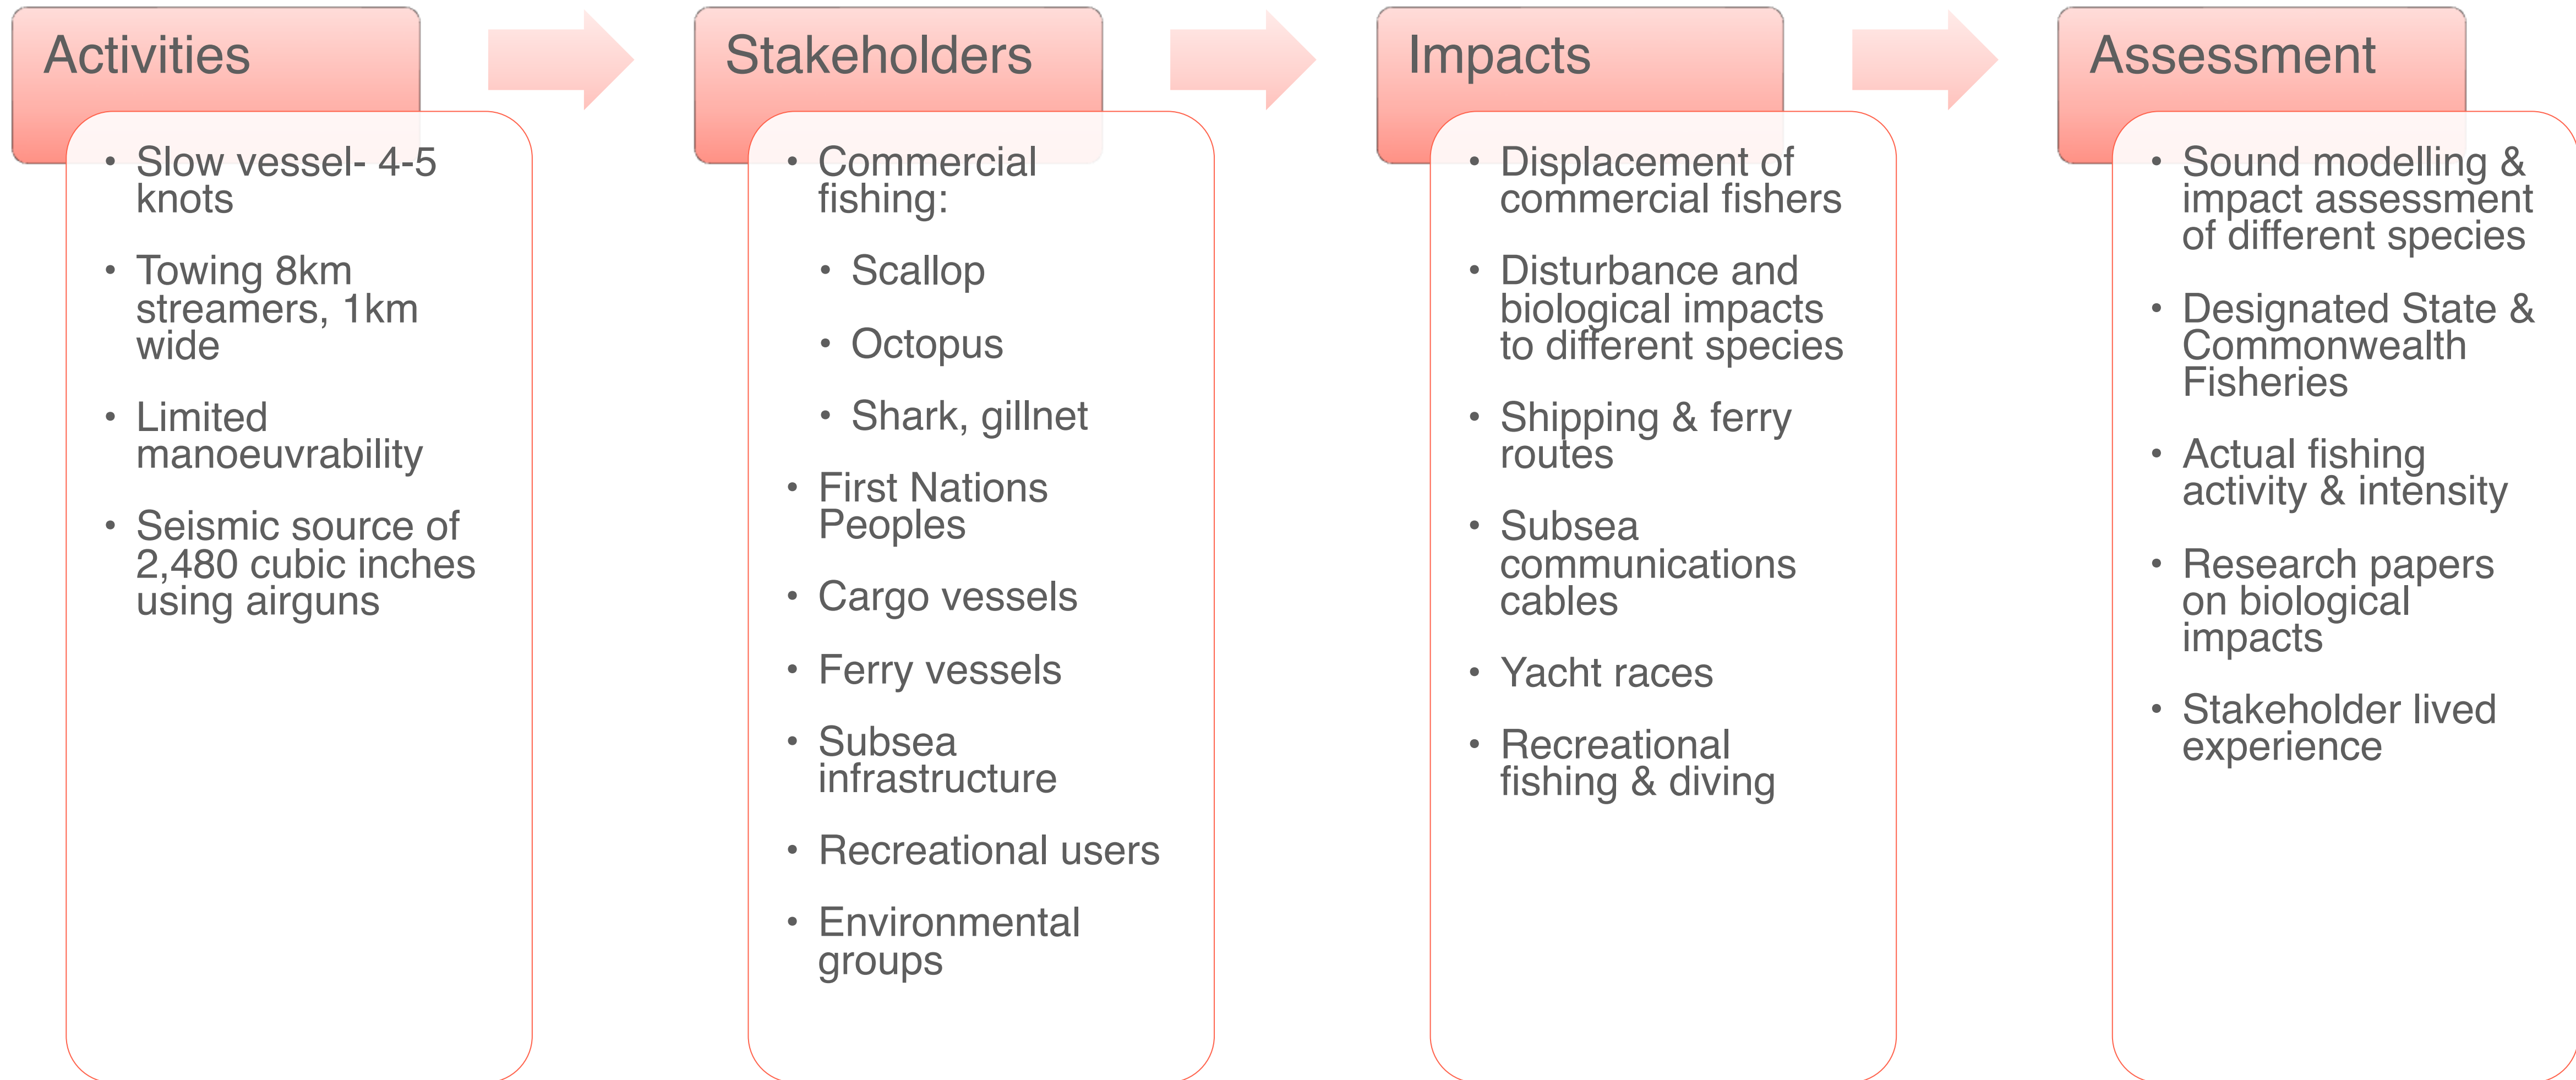 Activities
• Slow vessel- 4-5
knots
• Towing 8km
streamers, 1km
wide
• Limited
manoeuvrability
• Seismic source of
2,480 cubic inches
using airguns
Stakeholders
• Commercial
fishing:
• Scallop
• Octopus
• Shark, gillnet
• First Nations
Peoples
• Cargo vessels
• Ferry vessels
• Subsea
infrastructure
• Recreational users
• Environmental
groups
Impacts
• Displacement of
commercial fishers
• Disturbance and
biological impacts
to different species
• Shipping & ferry
routes
• Subsea
communications
cables
• Yacht races
• Recreational
fishing & diving
Assessment
• Sound modelling &
impact assessment
of different species
• Designated State &
Commonwealth
Fisheries
• Actual fishing
activity & intensity
• Research papers
on biological
impacts
• Stakeholder lived
experience